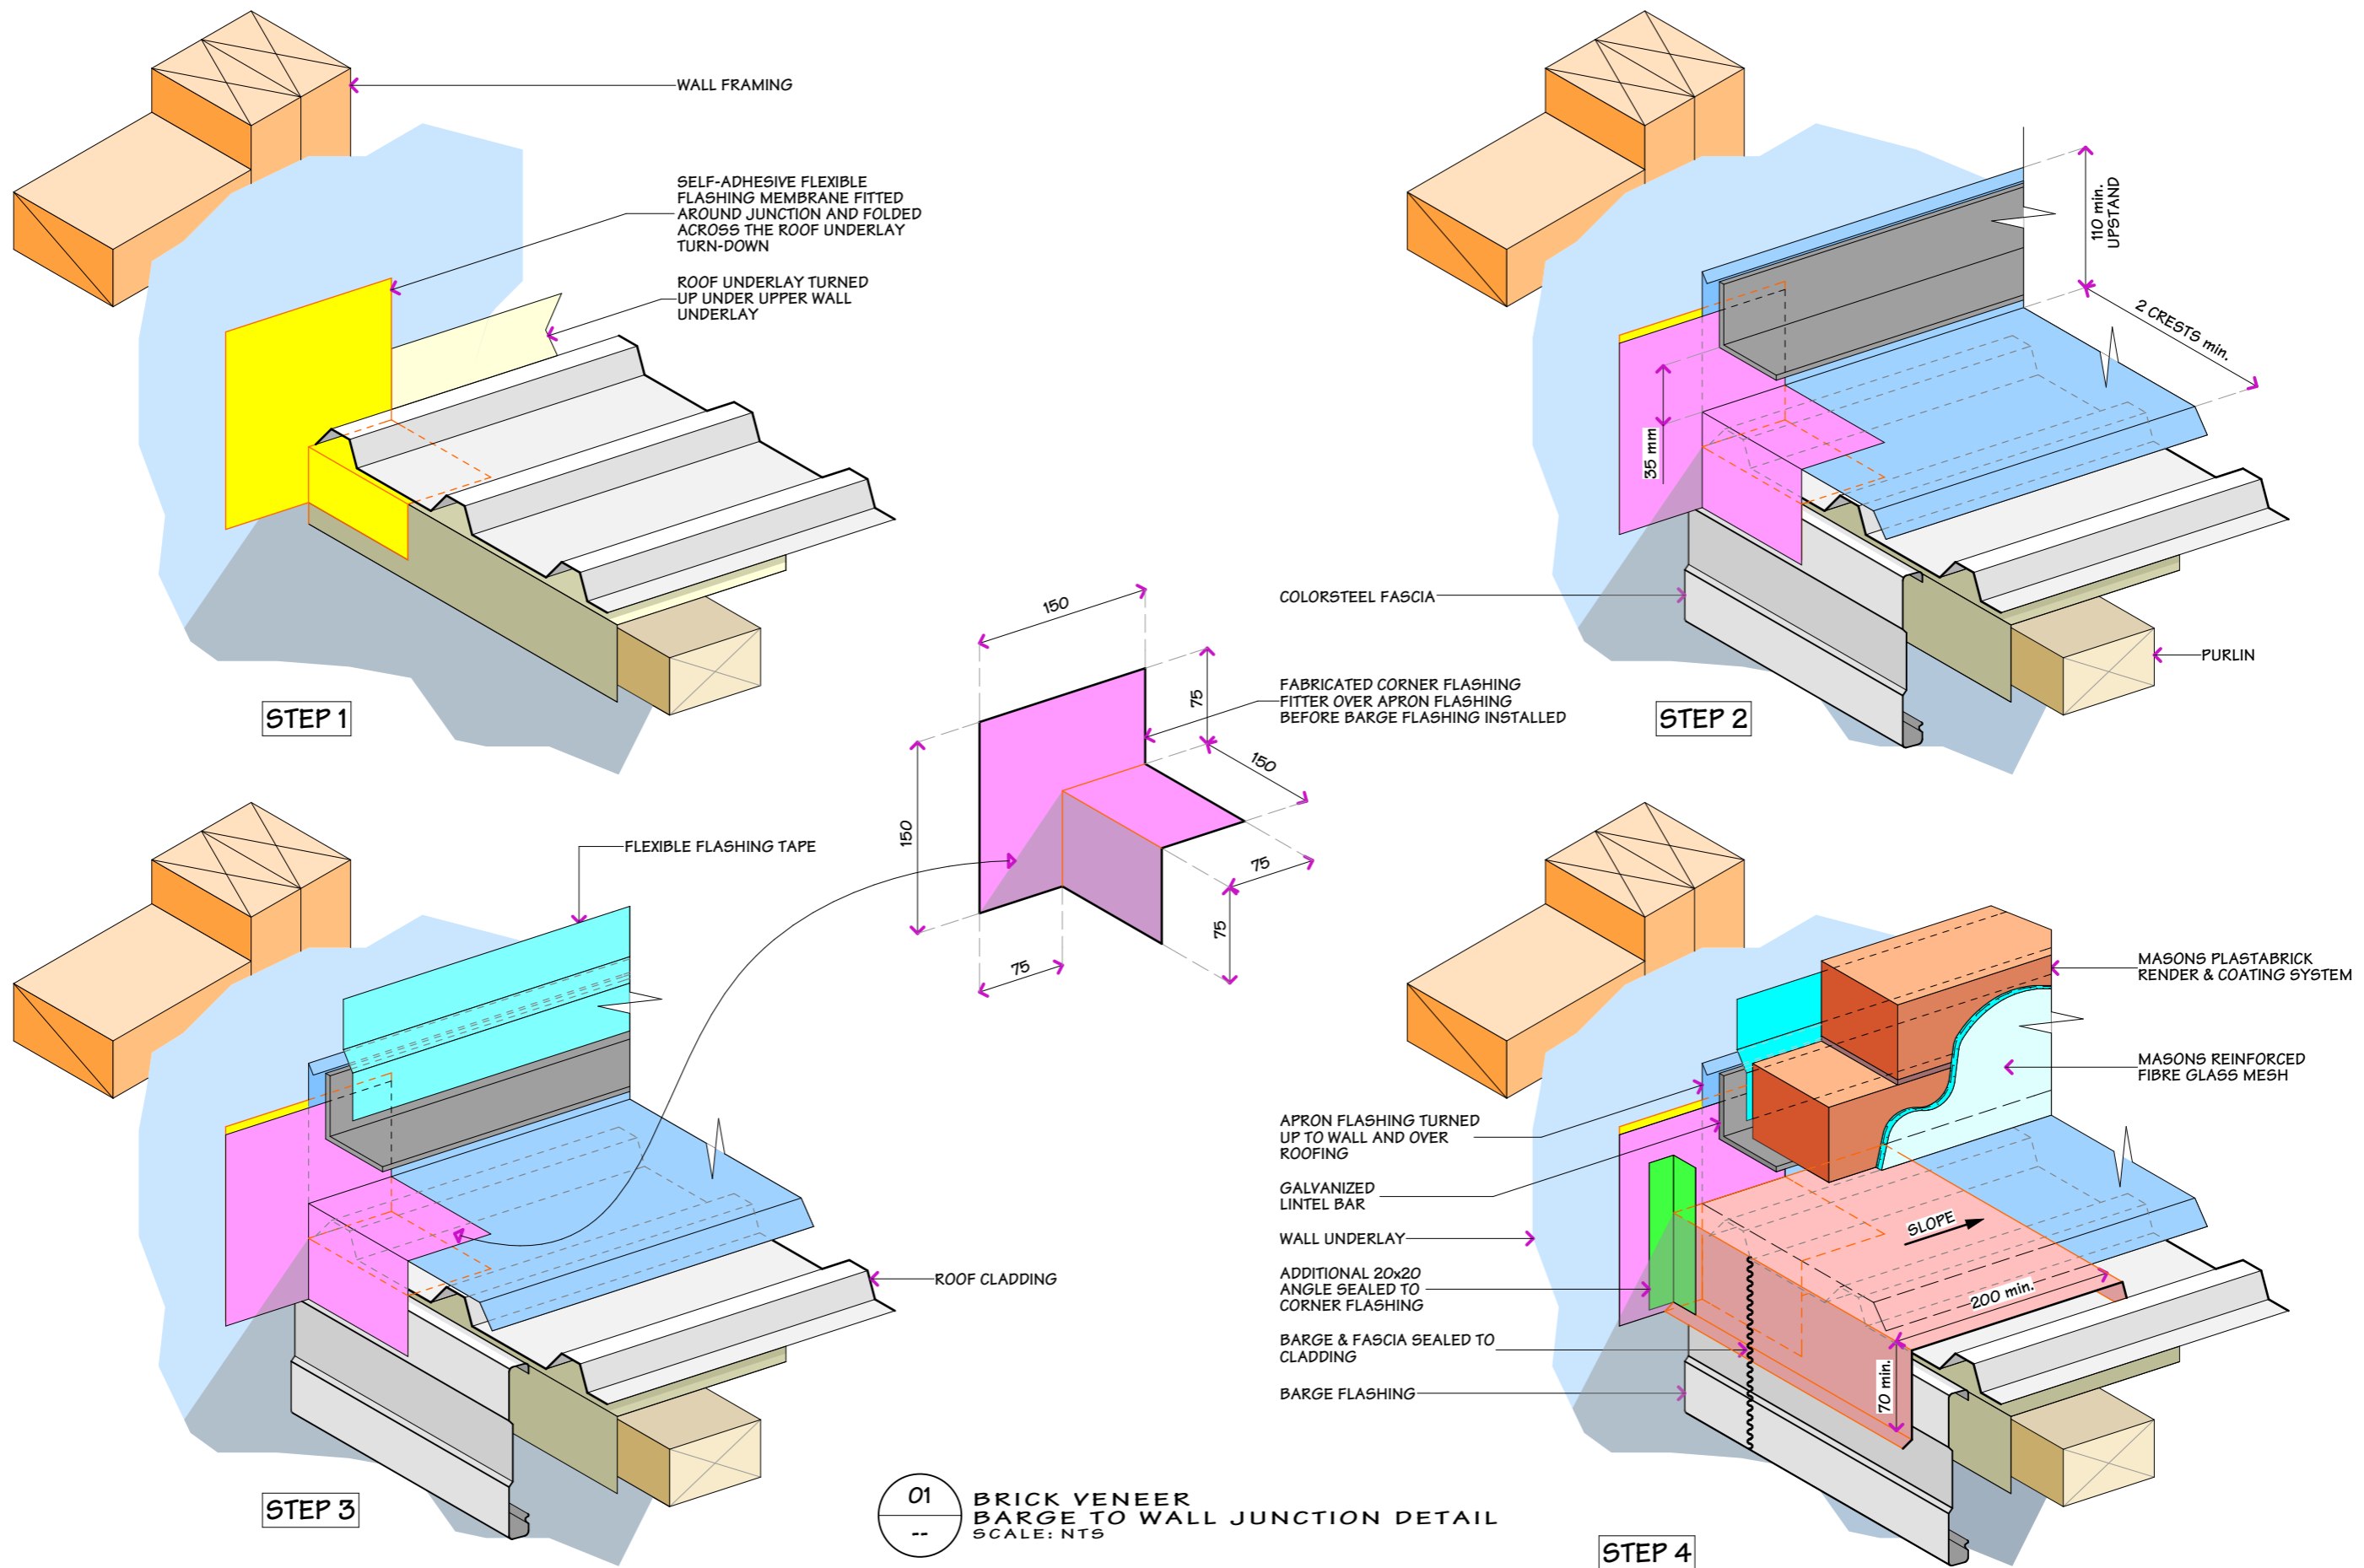 WALL FRAMING
SELF-ADHESIVE FLEXIBLE
FLASHING MEMBRANE FITTED
AROUND JUNCTION AND FOLDED
ACROSS THE ROOF UNDERLAY
TURN-DOWN
ROOF UNDERLAY TURNED
UP UNDER UPPER WALL
UNDERLAY
STEP 1
110 min.
UPSTAND
2 CRESTS min.
35 mm
COLORSTEEL FASCIA
PURLIN
STEP 2
150
75
FABRICATED CORNER FLASHING
FITTER OVER APRON FLASHING
BEFORE BARGE FLASHING INSTALLED
150
150
75
75
75
FLEXIBLE FLASHING TAPE
ROOF CLADDING
STEP 3
MASONS PLASTABRICK
RENDER & COATING SYSTEM
MASONS REINFORCED
FIBRE GLASS MESH
APRON FLASHING TURNED
UP TO WALL AND OVER
ROOFING
GALVANIZED
LINTEL BAR
WALL UNDERLAY
ADDITIONAL 20x20
ANGLE SEALED TO
CORNER FLASHING
BARGE & FASCIA SEALED TO
CLADDING
BARGE FLASHING
SLOPE
200 min.
70 min.
STEP 4
01
--
BRICK VENEER
BARGE TO WALL JUNCTION DETAIL
SCALE: NTS